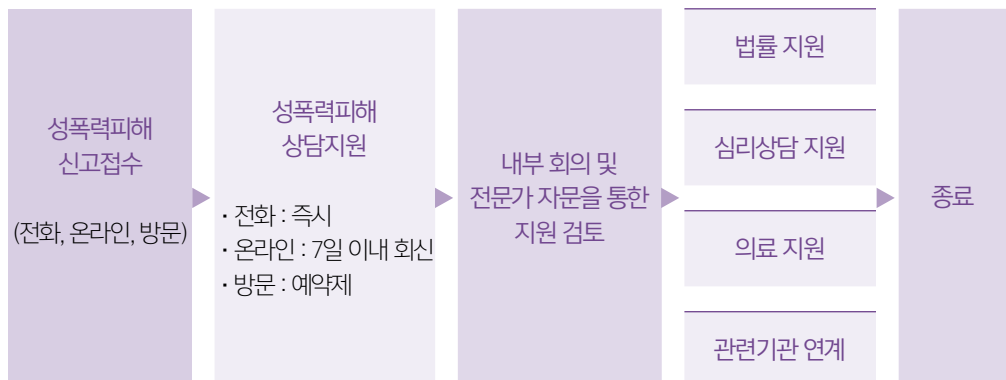 성폭력피해
신고접수
(전화, 온라인, 방문)
성폭력피해
상담지원
· 전화 : 즉시
· 온라인 : 7일 이내 회신
· 방문 : 예약제
내부 회의 및
전문가 자문을 통한
지원 검토
법률 지원
심리상담 지원
의료 지원
관련기관 연계
종료